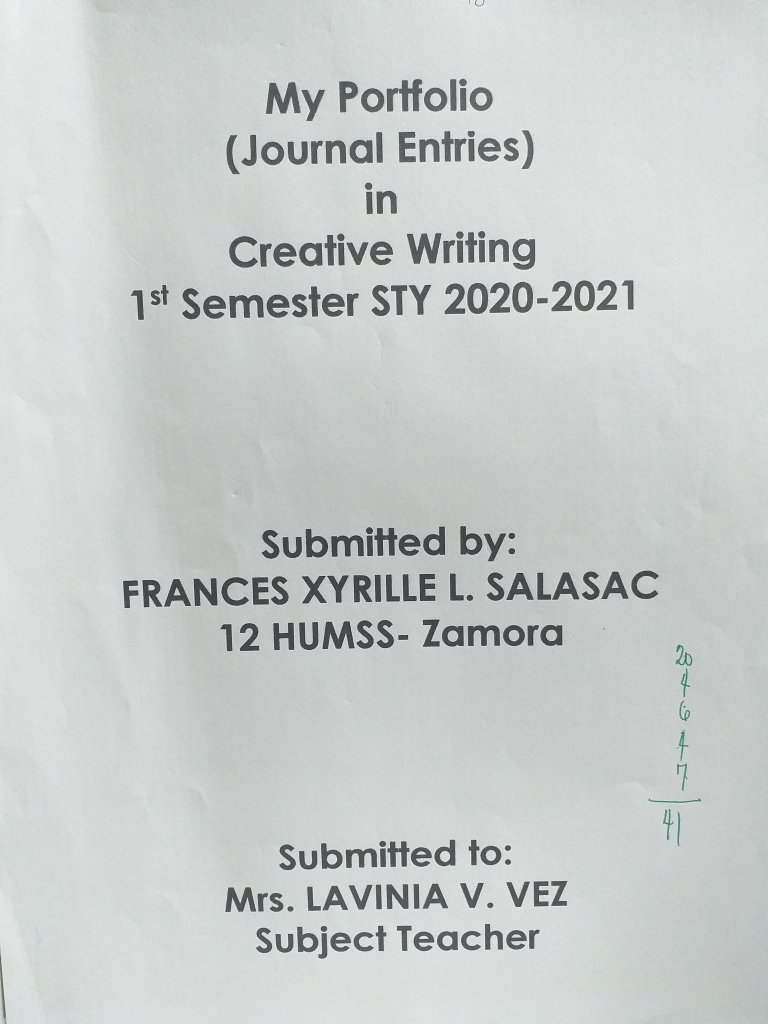 My Portfolio
(Journal Entries)
in
Creative Writing
1st Semester STY 2020-2021
Submitted by:
FRANCES XYRILLE L. SALASAC
12 HUMSS- Zamora
20
4
6
4
7
41
Submitted to:
Mrs. LAVINIA V. VEZ
Subject Teacher